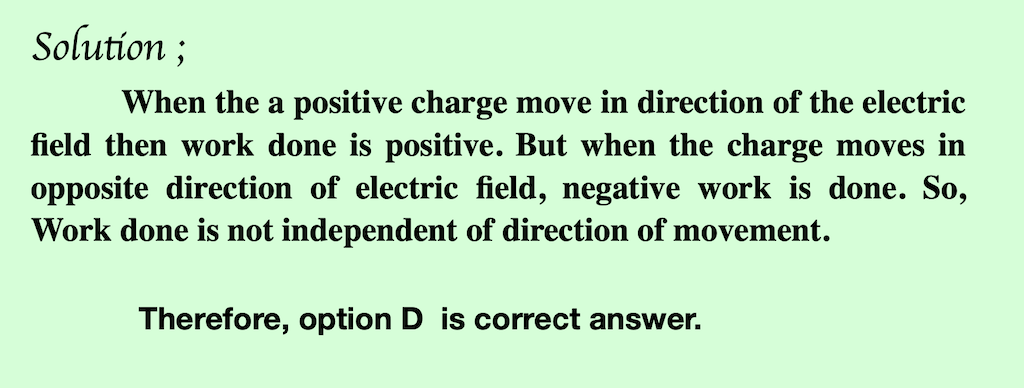 Solution ;
When the a positive charge move in direction of the electric
field then work done is positive. But when the charge moves in
opposite direction of electric field, negative work is done. So,
Work done is not independent of direction of movement.
Therefore, option D is correct answer.